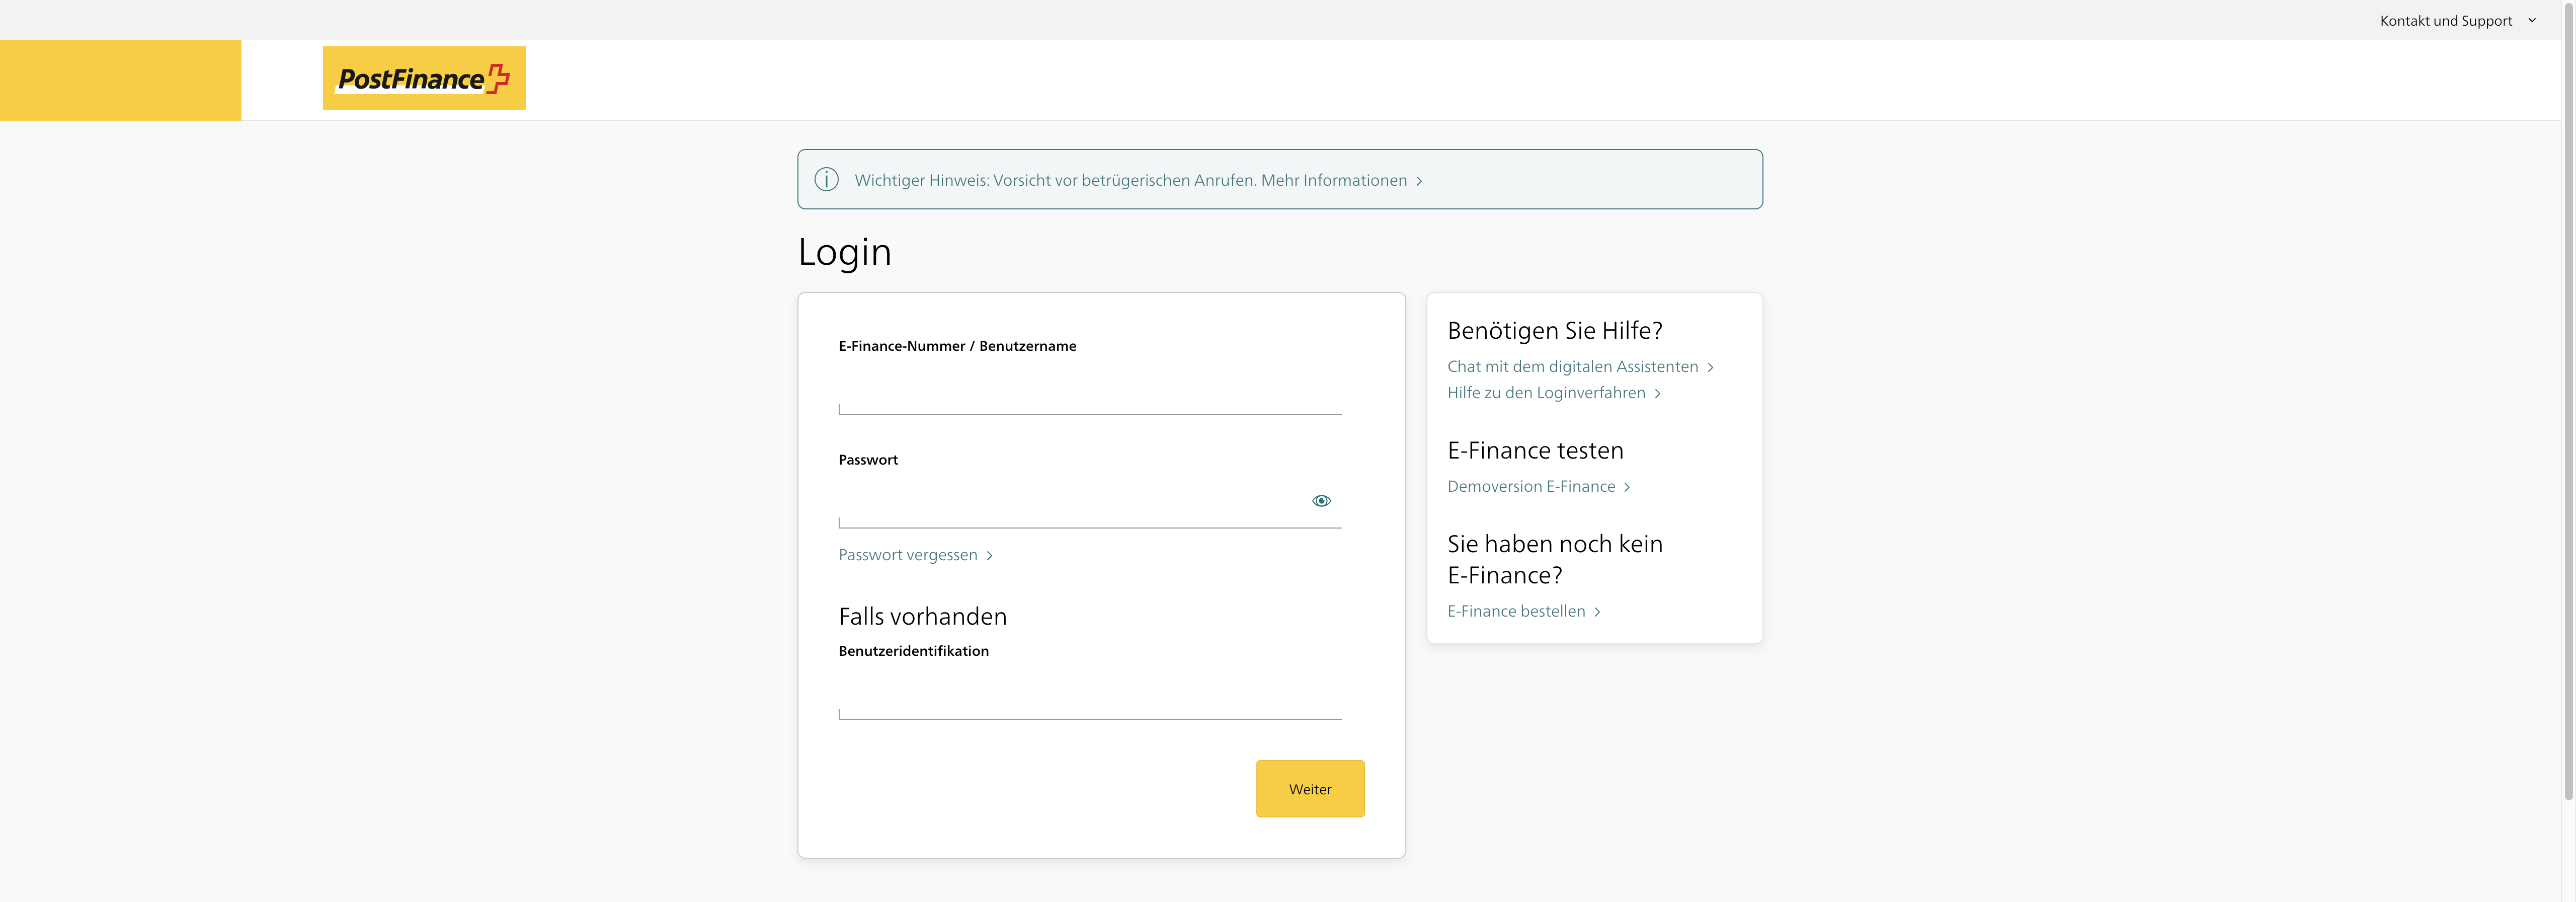 Kontakt und Support
PostFinance
Wichtiger Hinweis: Vorsicht vor betrügerischen Anrufen. Mehr Informationen
Login
E-Finance-Nummer / Benutzername
Passwort
Passwort vergessen
Falls vorhanden
Benutzeridentifikation
Weiter
Benötigen Sie Hilfe?
Chat mit dem digitalen Assistenten
Hilfe zu den Loginverfahren
E-Finance testen
Demoversion E-Finance
Sie haben noch kein
E-Finance?
E-Finance bestellen